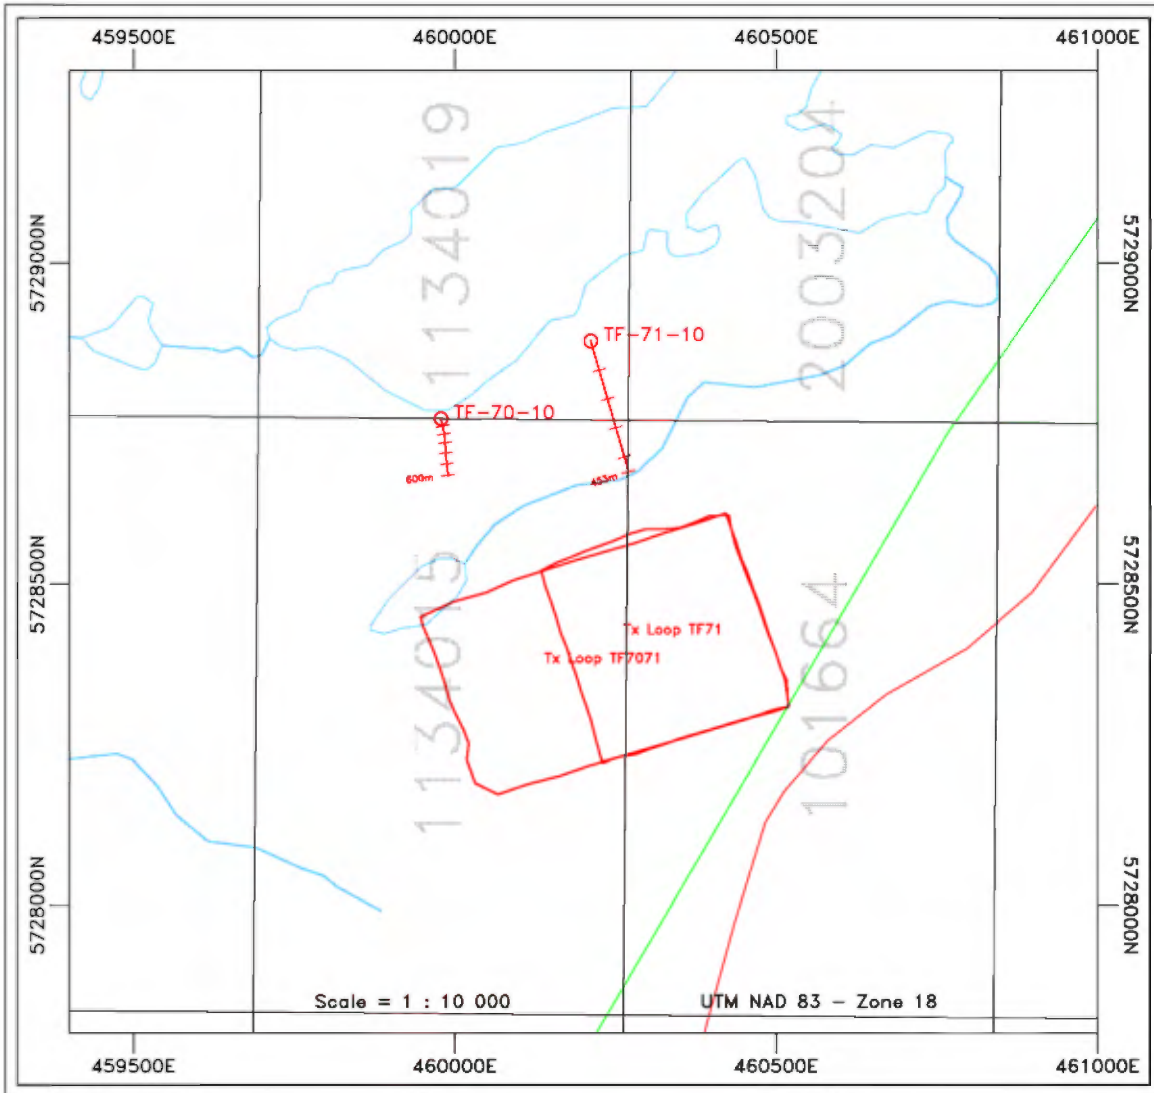 459500E 460000E 460500E 461000E
1134019
2003204
5729000N
5729000N
TF-71-10
TF-70-10
600m
453m
5728500N
5728500N
1134015
101664
Tx Loop TF71
Tx Loop TF7071
5728000N
5728000N
Scale = 1 : 10 000
UTM NAD 83 – Zone 18
459500E 460000E 460500E 461000E